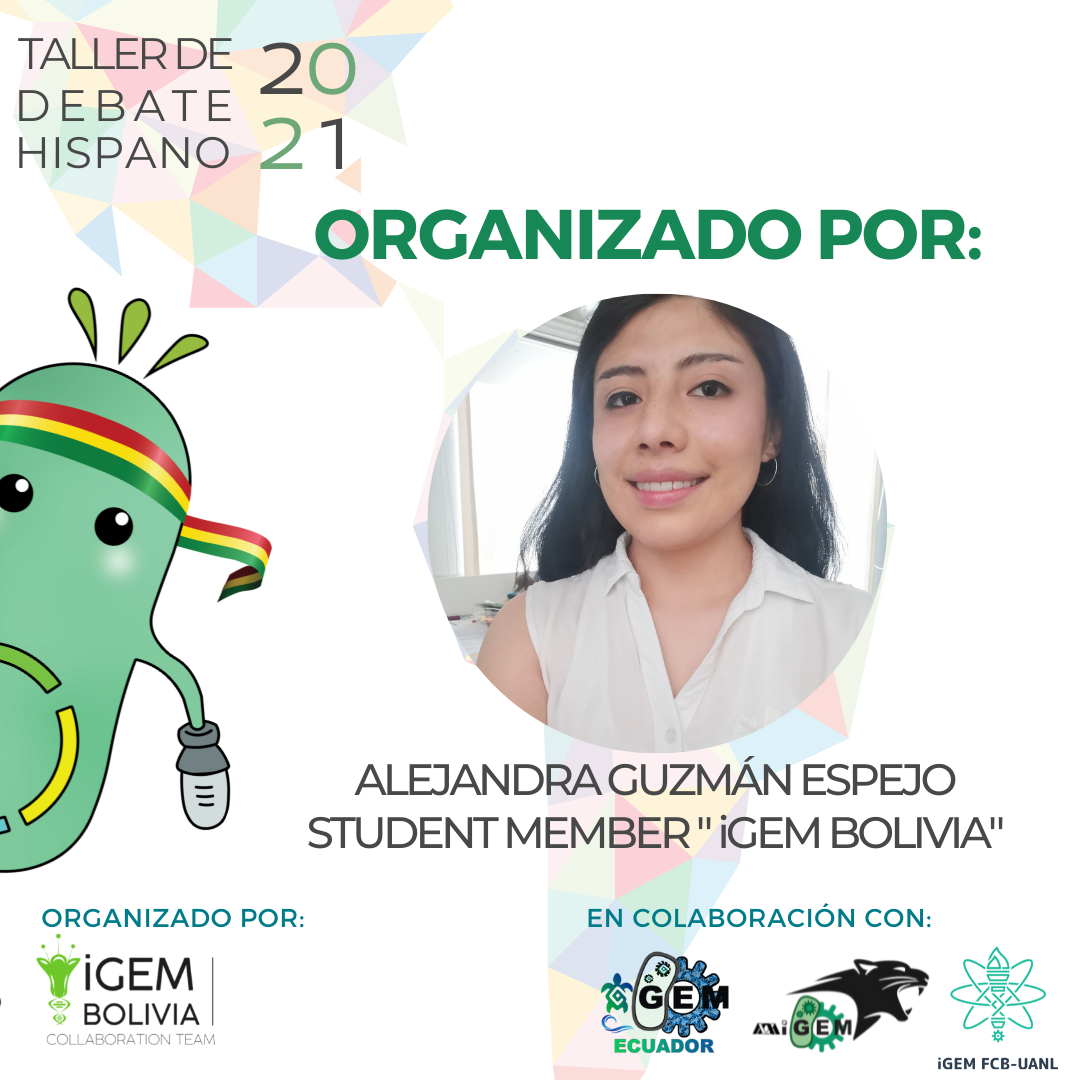 TALLER DE
DEBATE
HISPANO
20
21
ORGANIZADO POR:
ALEJANDRA GUZMÁN ESPEJO
STUDENT MEMBER " iGEM BOLIVIA"
ORGANIZADO POR:
iGEM
BOLIVIA
COLLABORATION TEAM
EN COLABORACIÓN CON:
iGEM
ECUADOR
AMiGEM
iGEM FCB-UANL